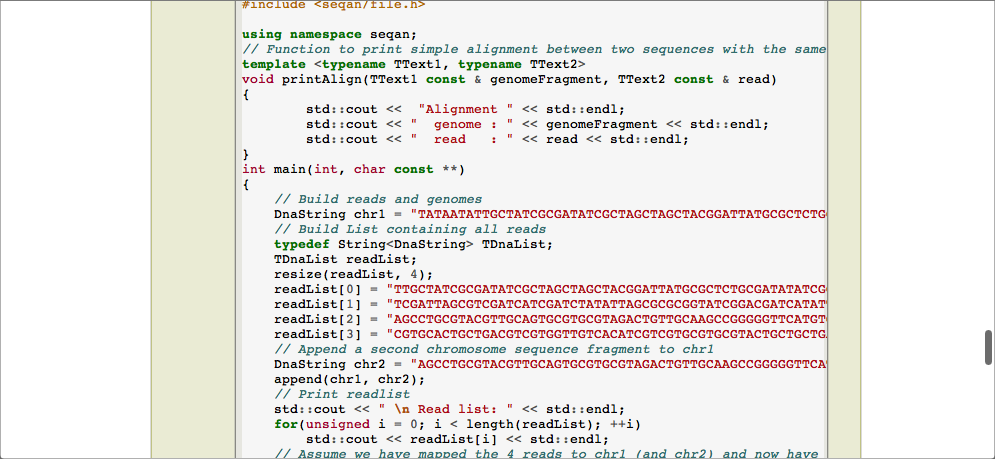 #include <seqan/file.h>
using namespace seqan;
// Function to print simple alignment between two sequences with the same
template <typename TText1, typename TText2>
void printAlign(TText1 const & genomeFragment, TText2 const & read)
{
std::cout <<  "Alignment " << std::endl;
std::cout << "  genome : " << genomeFragment << std::endl;
std::cout << "  read   : " << read << std::endl;
}
int main(int, char const **)
{
// Build reads and genomes
DnaString chr1 = "TATAATATTGCTATCGCGATATCGCTAGCTAGCTACGGATTATGCGCTCTG
// Build List containing all reads
typedef String<DnaString> TDnaList;
TDnaList readList;
resize(readList, 4);
readList[0] = "TTGCTATCGCGATATCGCTAGCTAGCTACGGATTATGCGCTCTGCGATATATCG
readList[1] = "TCGATTAGCGTCGATCATCGATCTATATTAGCGCGCGGTATCGGACGATCATAT
readList[2] = "AGCCTGCGTACGTTGCAGTGCGTGCGTAGACTGTTGCAAGCCGGGGGTTCATGT
readList[3] = "CGTGCACTGCTGACGTCGTGGTTGTCACATCGTCGTGCGTGCGTACTGCTGCTGA
// Append a second chromosome sequence fragment to chr1
DnaString chr2 = "AGCCTGCGTACGTTGCAGTGCGTGCGTAGACTGTTGCAAGCCGGGGGTTCA
append(chr1, chr2);
// Print readlist
std::cout << " \n Read list: " << std::endl;
for(unsigned i = 0; i < length(readList); ++i)
std::cout << readList[i] << std::endl;
// Assume we have mapped the 4 reads to chr1 (and chr2) and now have